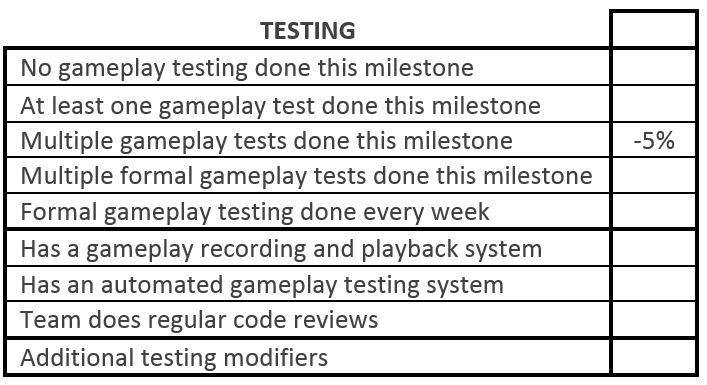 TESTING
No gameplay testing done this milestone
At least one gameplay test done this milestone
Multiple gameplay tests done this milestone -5%
Multiple formal gameplay tests done this milestone
Formal gameplay testing done every week
Has a gameplay recording and playback system
Has an automated gameplay testing system
Team does regular code reviews
Additional testing modifiers